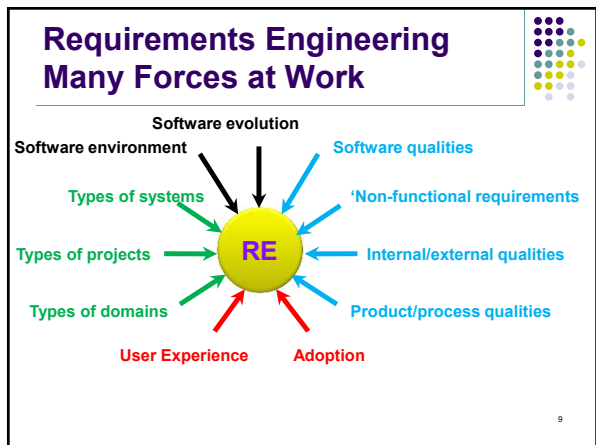 Requirements Engineering
Many Forces at Work
Software evolution
Software environment
Software qualities
Types of systems
‘Non-functional requirements
Types of projects
RE
Internal/external qualities
Types of domains
Product/process qualities
User Experience
Adoption
9